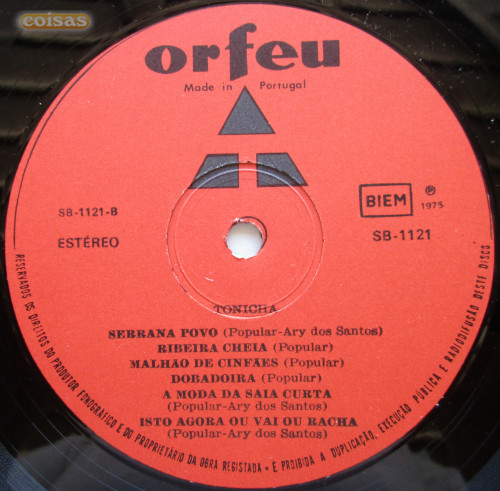 coisas
orfeu
Made in Portugal
SB-1121-B
ESTÉREO
BIEM
℗
1975
SB-1121
TONICHA
SERRANA POVO (Popular-Ary dos Santos)
RIBEIRA CHEIA (Popular)
MALHÃO DE CINFÃES (Popular)
DOBADOIRA (Popular)
A MODA DA SAIA CURTA
(Popular-Ary dos Santos)
ISTO AGORA OU VAI OU RACHA
(Popular-Ary dos Santos)
RESERVADOS OS DIREITOS DO PRODUTOR FONOGRÁFICO E DO PROPRIETÁRIO DA OBRA REGISTADA • É PROIBIDA A DUPLICAÇÃO, EXECUÇÃO PÚBLICA E RADIODIFUSÃO DESTE DISCO